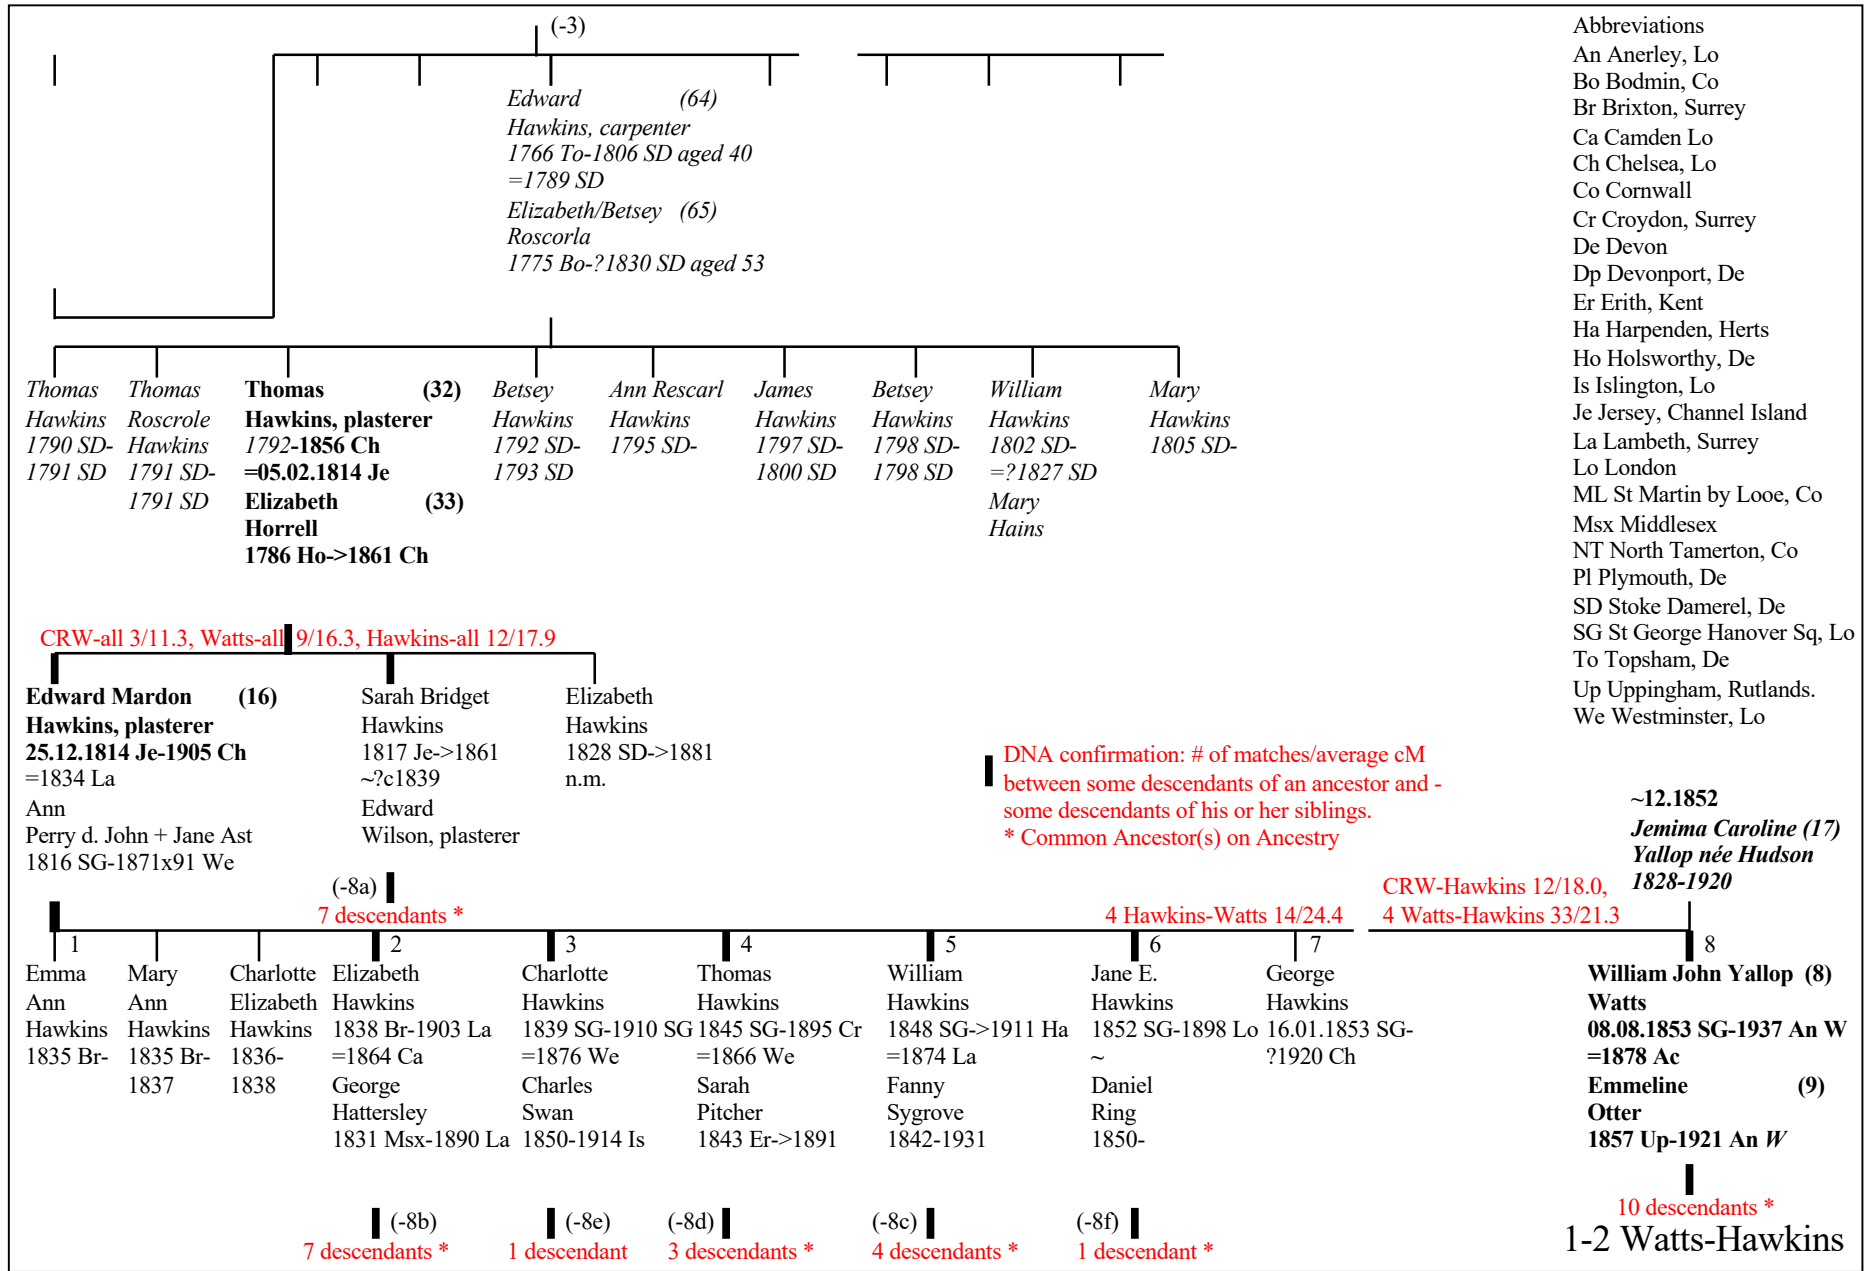 (-3)
Edward (64)
Hawkins, carpenter
1766 To-1806 SD aged 40
=1789 SD
Elizabeth/Betsey (65)
Roscorla
1775 Bo-?1830 SD aged 53
Abbreviations
An Anerley, Lo
Bo Bodmin, Co
Br Brixton, Surrey
Ca Camden Lo
Ch Chelsea, Lo
Co Cornwall
Cr Croydon, Surrey
De Devon
Dp Devonport, De
Er Erith, Kent
Ha Harpenden, Herts
Ho Holsworthy, De
Is Islington, Lo
Je Jersey, Channel Island
La Lambeth, Surrey
Lo London
ML St Martin by Looe, Co
Msx Middlesex
NT North Tamerton, Co
Pl Plymouth, De
SD Stoke Damerel, De
SG St George Hanover Sq, Lo
To Topsham, De
Up Uppingham, Rutlands.
We Westminster, Lo
Thomas
Hawkins
1790 SD-
1791 SD
Thomas
Roscrole
Hawkins
1791 SD-
1791 SD
Thomas (32)
Hawkins, plasterer
1792-1856 Ch
=05.02.1814 Je
Elizabeth (33)
Horrell
1786 Ho->1861 Ch
Betsey
Hawkins
1792 SD-
1793 SD
Ann Rescarl
Hawkins
1795 SD-
James
Hawkins
1797 SD-
1800 SD
Betsey
Hawkins
1798 SD-
1798 SD
William
Hawkins
1802 SD-
=?1827 SD
Mary
Hains
Mary
Hawkins
1805 SD-
CRW-all 3/11.3, Watts-all 9/16.3, Hawkins-all 12/17.9
Edward Mardon (16)
Hawkins, plasterer
25.12.1814 Je-1905 Ch
=1834 La
Ann
Perry d. John + Jane Ast
1816 SG-1871x91 We
Sarah Bridget
Hawkins
1817 Je->1861
~?c1839
Edward
Wilson, plasterer
(-8a)
7 descendants *
Elizabeth
Hawkins
1828 SD->1881
n.m.
DNA confirmation: # of matches/average cM
between some descendants of an ancestor and -
some descendants of his or her siblings.
* Common Ancestor(s) on Ancestry
~12.1852
Jemima Caroline (17)
Yallop née Hudson
1828-1920
4 Hawkins-Watts 14/24.4
CRW-Hawkins 12/18.0,
4 Watts-Hawkins 33/21.3
1
Emma
Ann
Hawkins
1835 Br-
Mary
Ann
Hawkins
1835 Br-
1837
Charlotte
Elizabeth
Hawkins
1836-
1838
2
Elizabeth
Hawkins
1838 Br-1903 La
=1864 Ca
George
Hattersley
1831 Msx-1890 La
(-8b)
7 descendants *
3
Charlotte
Hawkins
1839 SG-1910 SG
=1876 We
Charles
Swan
1850-1914 Is
(-8e)
1 descendant
4
Thomas
Hawkins
1845 SG-1895 Cr
=1866 We
Sarah
Pitcher
1843 Er->1891
(-8d)
3 descendants *
5
William
Hawkins
1848 SG->1911 Ha
=1874 La
Fanny
Sygrove
1842-1931
(-8c)
4 descendants *
6
Jane E.
Hawkins
1852 SG-1898 Lo
~
Daniel
Ring
1850-
(-8f)
1 descendant *
7
George
Hawkins
16.01.1853 SG-
?1920 Ch
8
William John Yallop (8)
Watts
08.08.1853 SG-1937 An W
=1878 Ac
Emmeline (9)
Otter
1857 Up-1921 An W
10 descendants *
1-2 Watts-Hawkins